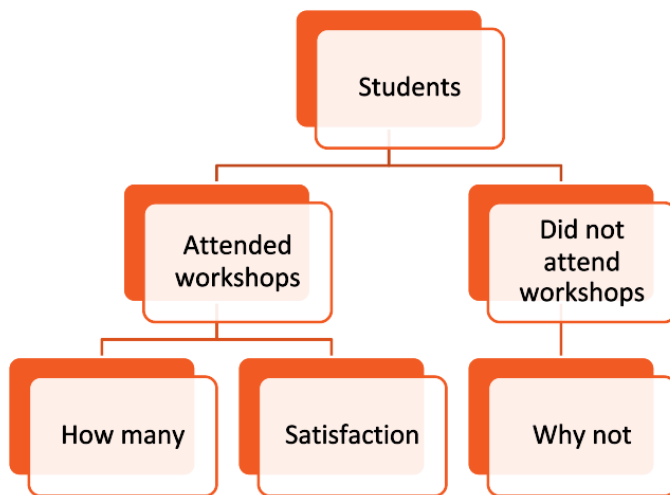 Students
Attended
workshops
Did not
attend
workshops
How many
Satisfaction
Why not